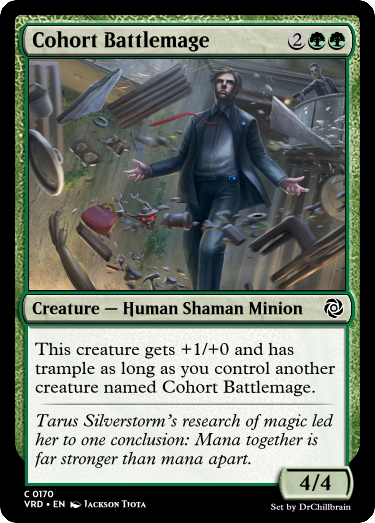 Cohort Battlemage 2
Creature — Human Shaman Minion
This creature gets +1/+0 and has
trample as long as you control another
creature named Cohort Battlemage.
Tarus Silverstorm's research of magic led
her to one conclusion: Mana together is
far stronger than mana apart.
4/4
C 0170
VRD • EN Jackson Tjota
Set by DrChillbrain